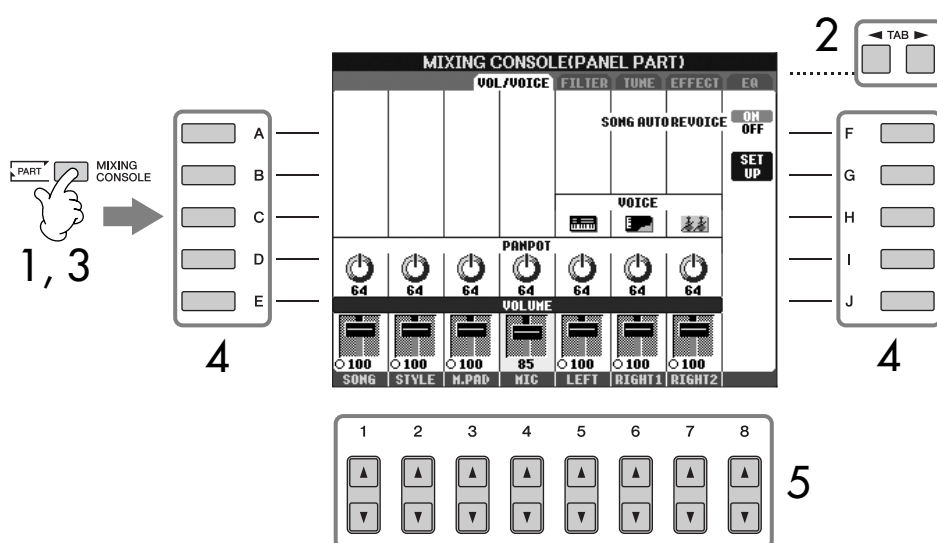 2
◄ TAB ►
MIXING CONSOLE(PANEL PART)
VOL/VOICE FILTER TUNE EFFECT EQ
SONG AUTO REVOICE ON
OFF
SET
UP
VOICE
PANPOT
64 64 64 64 64 64 64
VOLUME
100 100 100 85 100 100 100
SONG STYLE M.PAD MIC LEFT RIGHT1 RIGHT2
PART
MIXING
CONSOLE
1, 3
A
B
C
D
E
4
F
G
H
I
J
4
1 2 3 4 5 6 7 8
5